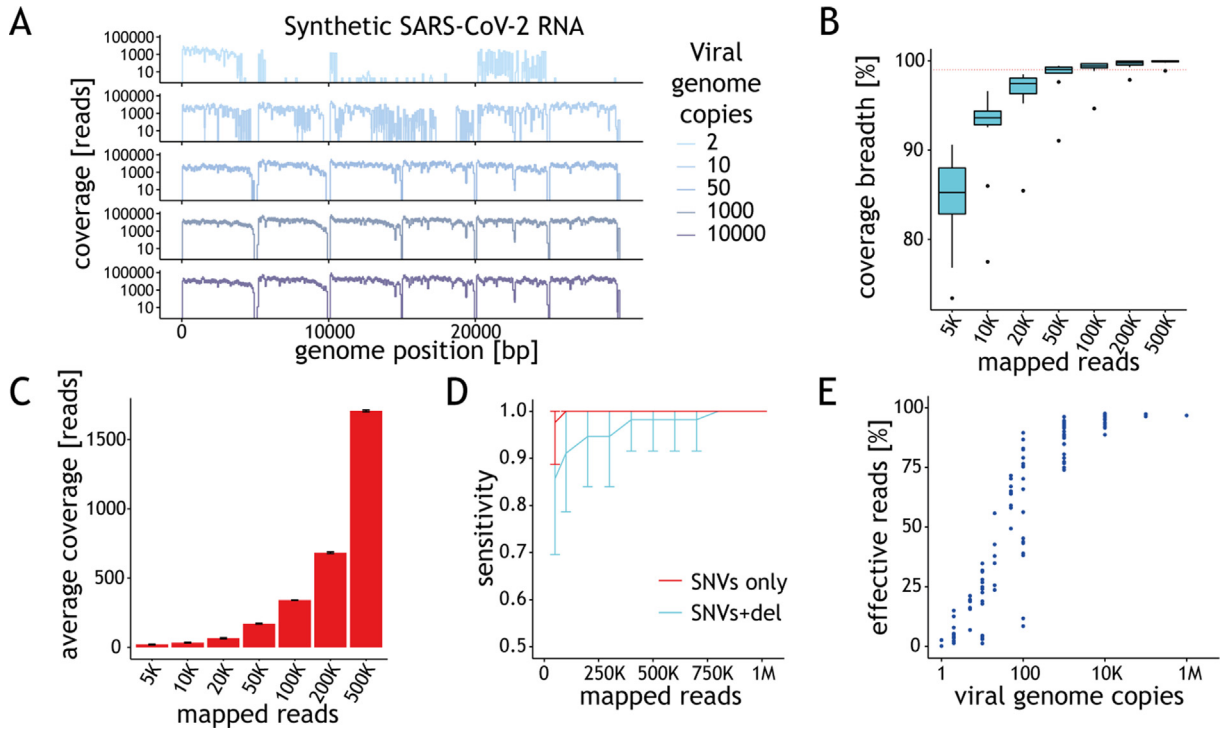 A
Synthetic SARS-CoV-2 RNA
coverage [reads]
100000
1000
10
100000
1000
10
100000
1000
10
100000
1000
10
100000
1000
10
0
10000
20000
genome position [bp]
Viral
genome
copies
2
10
50
1000
10000
B
coverage breadth [%]
100
90
80
5K
10K
20K
50K
100K
200K
500K
mapped reads
C
average coverage [reads]
1500
1000
500
0
5K
10K
20K
50K
100K
200K
500K
mapped reads
D
sensitivity
1.0
0.9
0.8
0.7
0.6
0.5
SNVs only
SNVs+del
0
250K
500K
750K
1M
mapped reads
E
effective reads [%]
100
75
50
25
0
1
100
10K
1M
viral genome copies